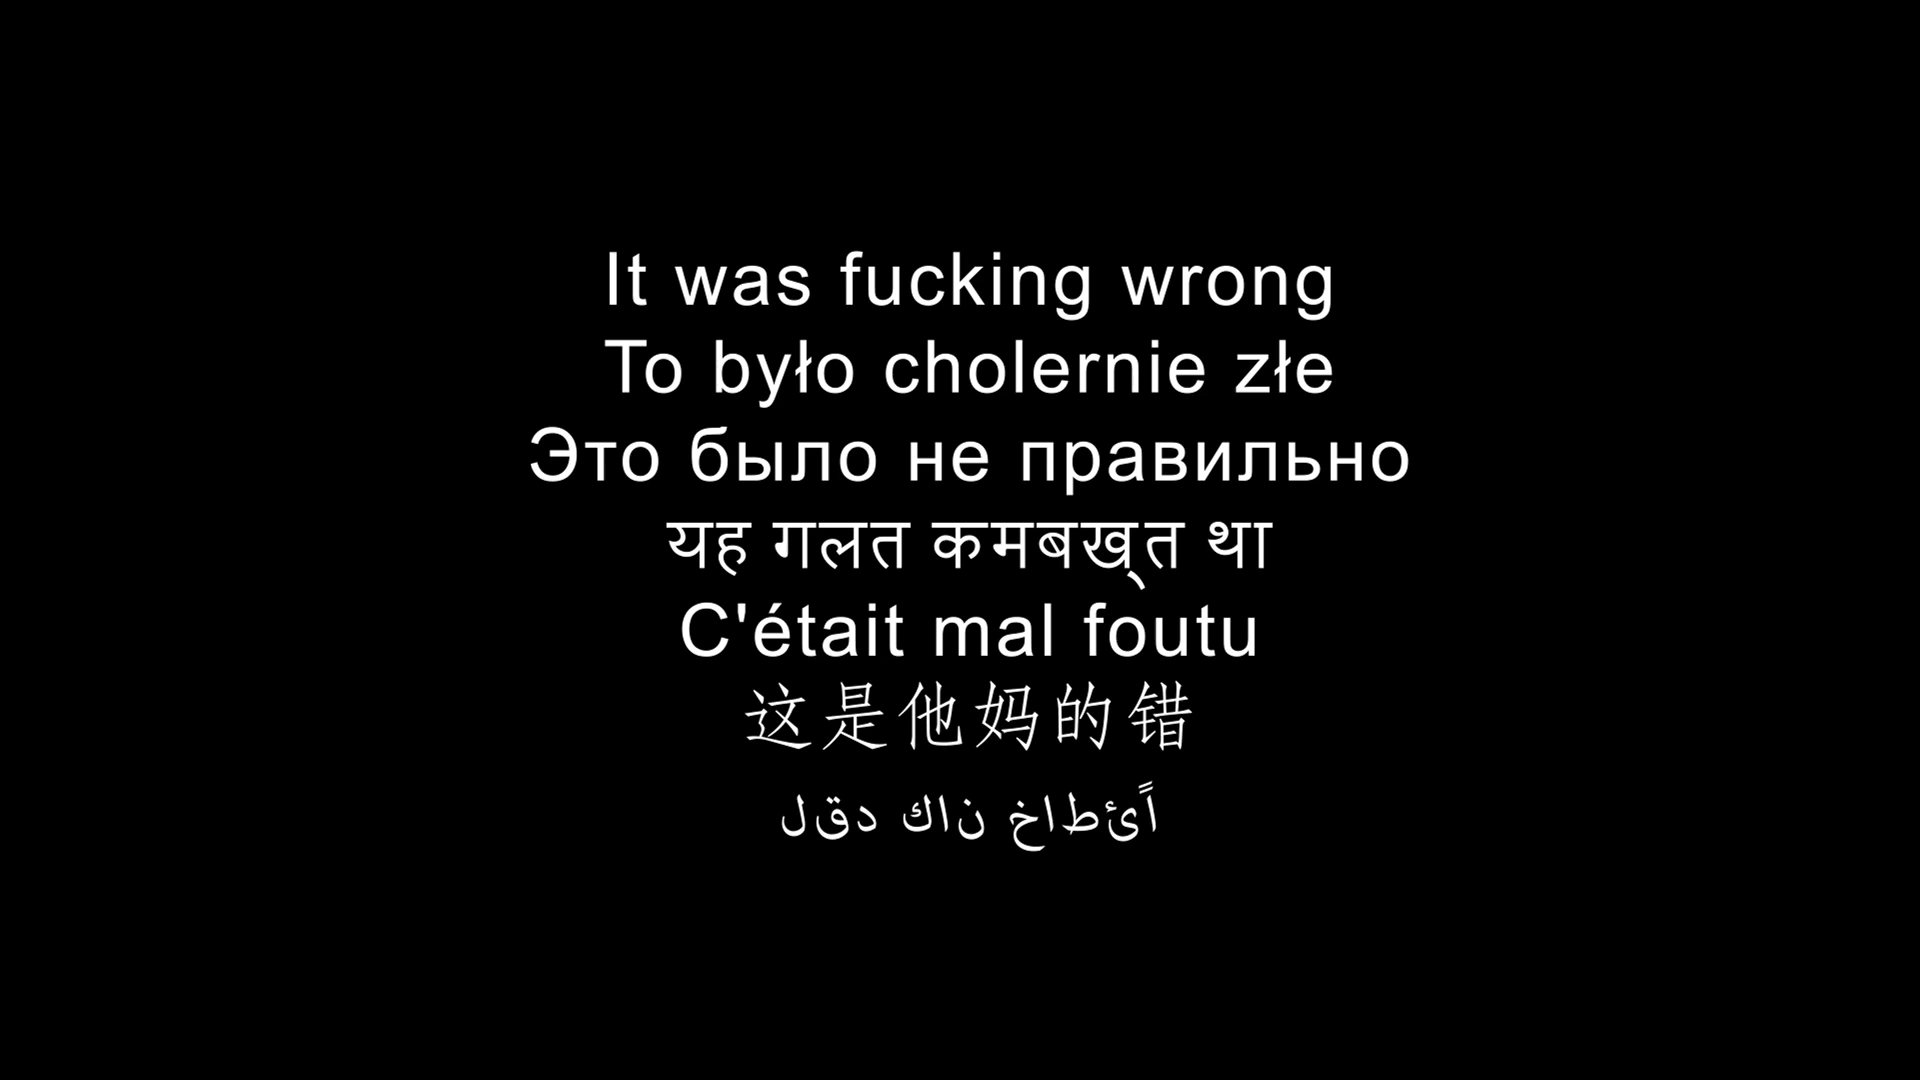 It was fucking wrong
To było cholernie złe
Это было не правильно
यह गलत कमबख्‌त था
C'était mal foutu
这是他妈的错
لقد كان خاطئاً